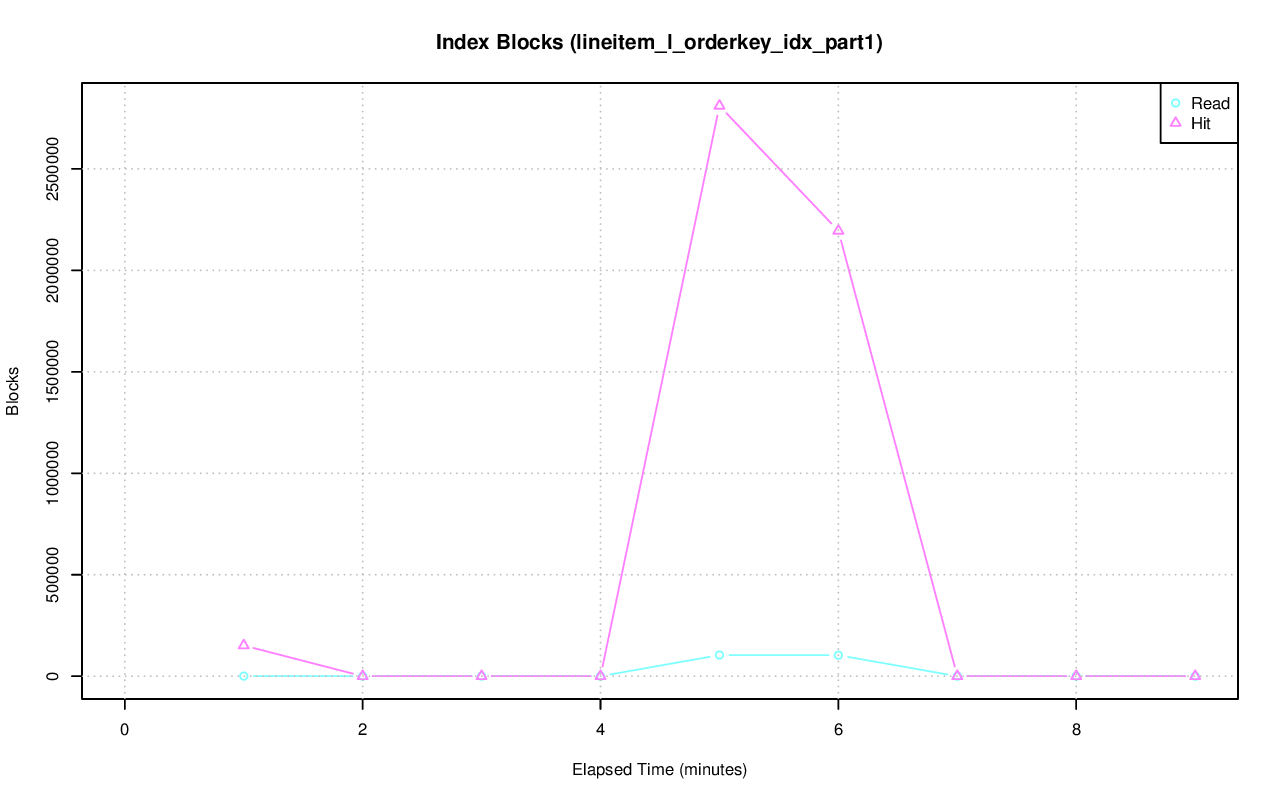 Index Blocks (lineitem_l_orderkey_idx_part1)
Read
Hit
2500000
2000000
1500000
1000000
500000
0
Blocks
0 2 4 6 8
Elapsed Time (minutes)